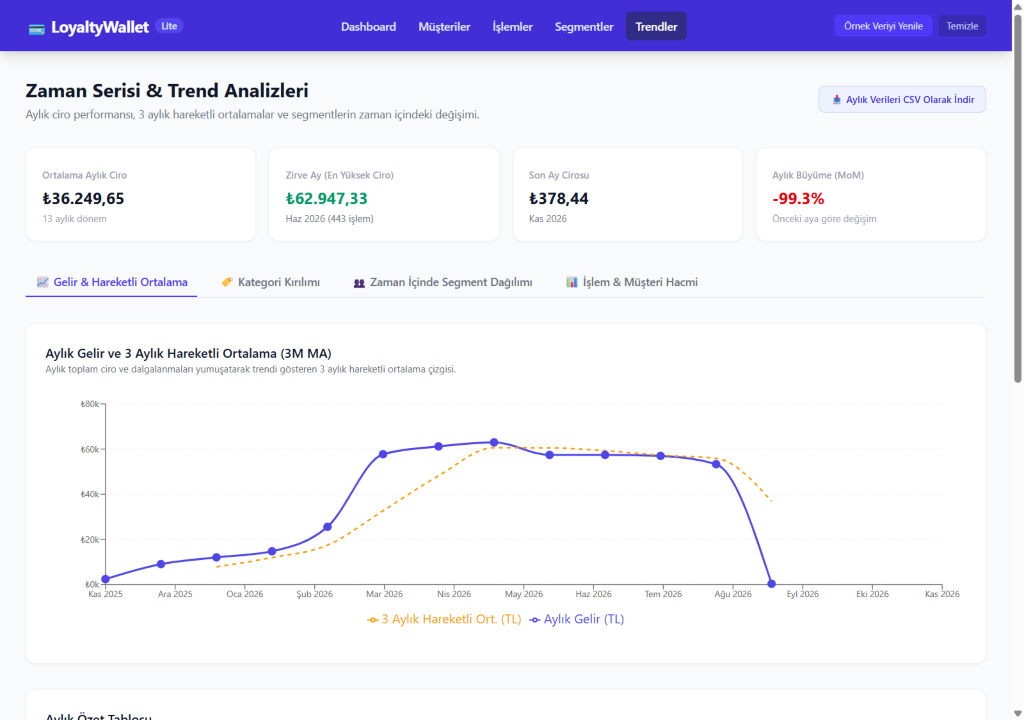 LoyaltyWallet Lite
Dashboard Müşteriler İşlemler Segmentler Trendler
Örnek Veriyi Yenile Temizle
Zaman Serisi & Trend Analizleri
Aylık ciro performansı, 3 aylık hareketli ortalamalar ve segmentlerin zaman içindeki değişimi.
Aylık Verileri CSV Olarak İndir
Ortalama Aylık Ciro
₺36.249,65
13 aylık dönem
Zirve Ay (En Yüksek Ciro)
₺62.947,33
Haz 2026 (443 işlem)
Son Ay Cirosu
₺378,44
Kas 2026
Aylık Büyüme (MoM)
-99.3%
Önceki aya göre değişim
Gelir & Hareketli Ortalama
Kategori Kırılımı
Zaman İçinde Segment Dağılımı
İşlem & Müşteri Hacmi
Aylık Gelir ve 3 Aylık Hareketli Ortalama (3M MA)
Aylık toplam ciro ve dalgalanmaları yumuşatarak trendi gösteren 3 aylık hareketli ortalama çizgisi.
₺80k
₺60k
₺40k
₺20k
₺0k
Kas 2025 Ara 2025 Oca 2026 Şub 2026 Mar 2026 Nis 2026 May 2026 Haz 2026 Tem 2026 Ağu 2026 Eyl 2026 Eki 2026 Kas 2026
3 Aylık Hareketli Ort. (TL) Aylık Gelir (TL)
Aylık Özet Tablosu